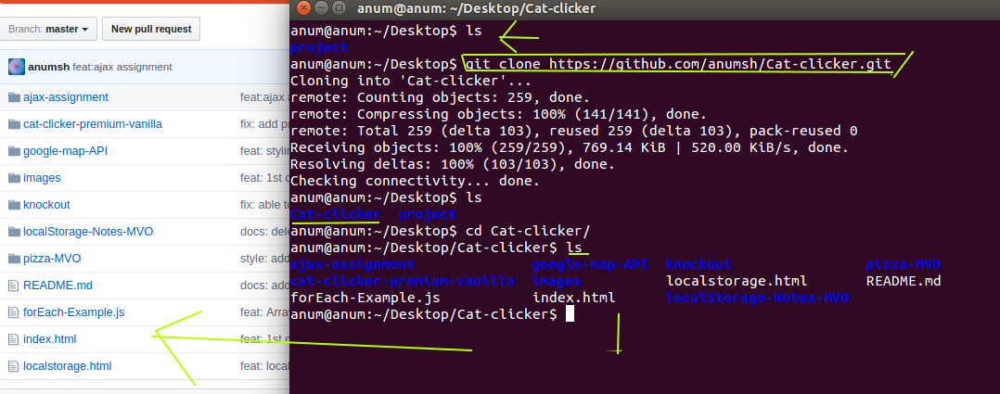 Branch: master
New pull request
anumsh feat:ajax assignment
ajax-assignment feat:ajax a
cat-clicker-premium-vanilla fix: add pr
google-map-API feat: stylin
images feat: 1st c
knockout fix: able to
localStorage-Notes-MVO docs: dele
pizza-MVO style: add
README.md docs: add
forEach-Example.js feat: Array
index.html feat: 1st c
localstorage.html feat: local
anum@anum: ~/Desktop/Cat-clicker
anum@anum:~/Desktop$ ls
project
anum@anum:~/Desktop$ git clone https://github.com/anumsh/Cat-clicker.git
Cloning into 'Cat-clicker'...
remote: Counting objects: 259, done.
remote: Compressing objects: 100% (141/141), done.
remote: Total 259 (delta 103), reused 259 (delta 103), pack-reused 0
Receiving objects: 100% (259/259), 769.14 KiB | 520.00 KiB/s, done.
Resolving deltas: 100% (103/103), done.
Checking connectivity... done.
anum@anum:~/Desktop$ ls
Cat-clicker project
anum@anum:~/Desktop$ cd Cat-clicker/
anum@anum:~/Desktop/Cat-clicker$ ls
ajax-assignment google-map-API knockout pizza-MVO
cat-clicker-premium-vanilla images localstorage.html README.md
forEach-Example.js index.html localStorage-Notes-MVO
anum@anum:~/Desktop/Cat-clicker$